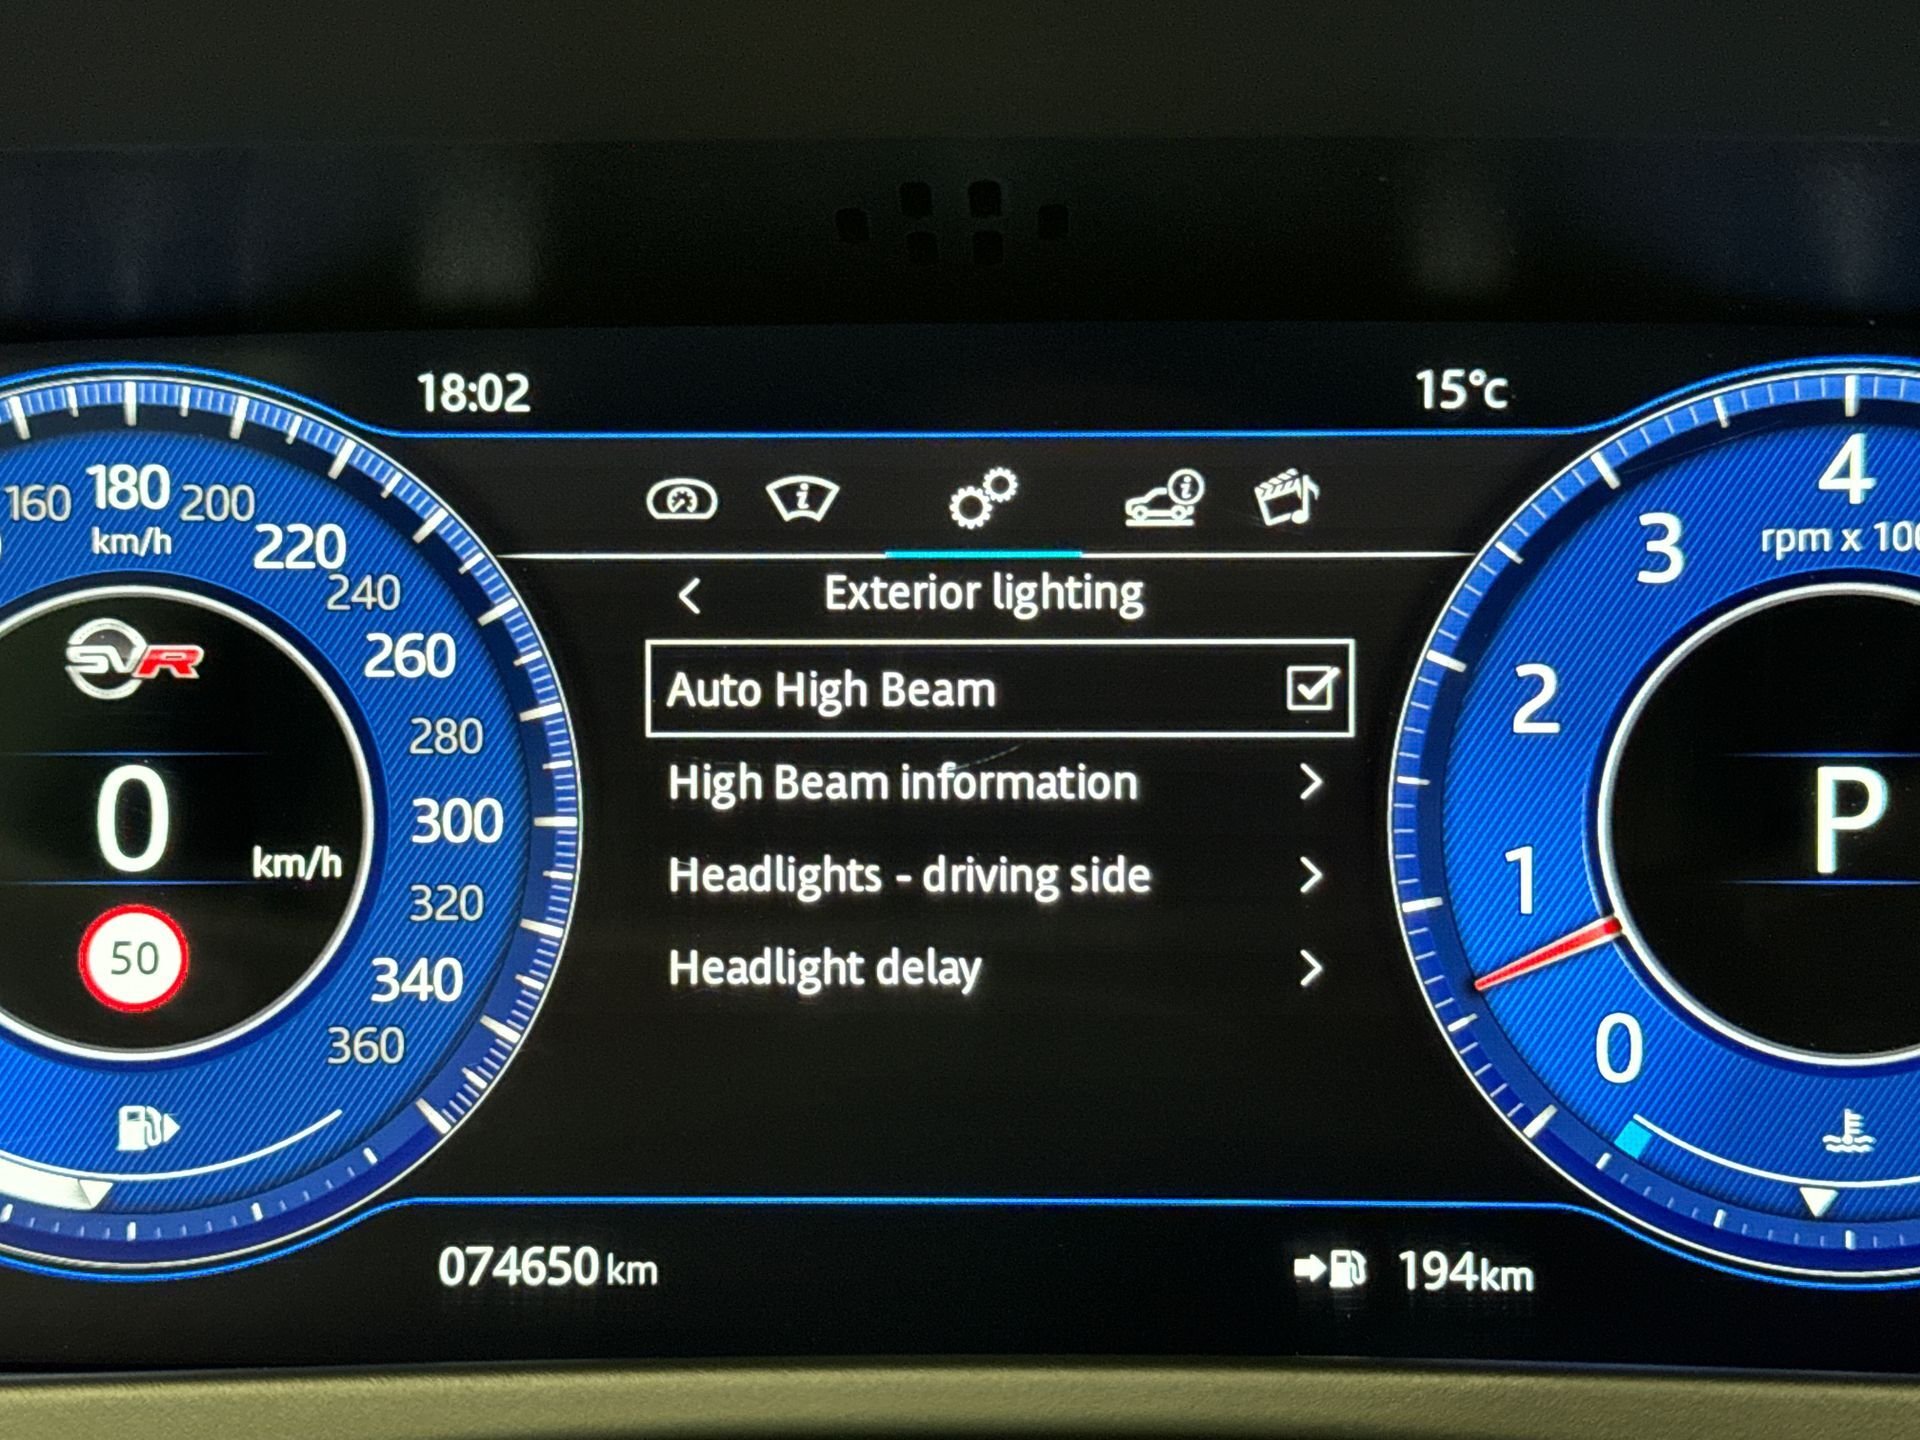 18:02
15°c
160 180 200
km/h
220
240
260
280
300
320
340
360
SVR
0
km/h
50
Exterior lighting
Auto High Beam
High Beam information
Headlights - driving side
Headlight delay
4
rpm x 100
3
2
1
0
P
074650 km
194km